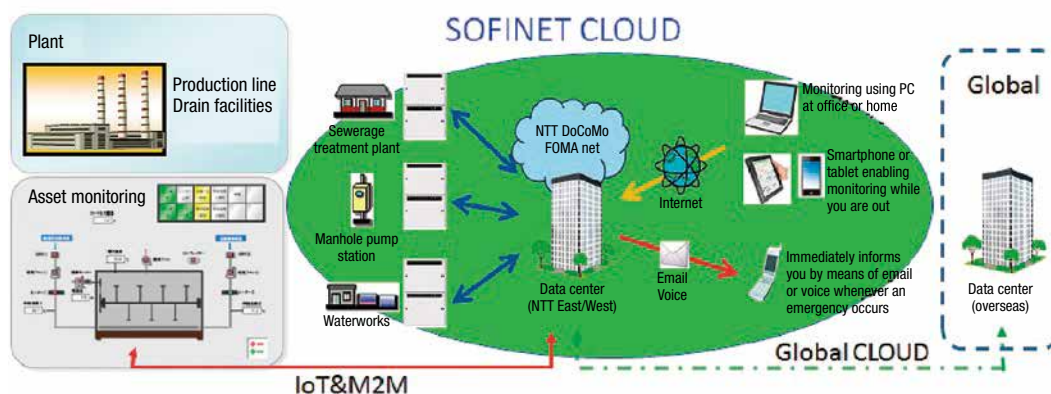 SOFINET CLOUD
Plant
Production line
Drain facilities
Asset monitoring
Sewerage
treatment plant
Manhole pump
station
Waterworks
NTT DoCoMo
FOMA net
Data center
(NTT East/West)
Internet
Email
Voice
Monitoring using PC
at office or home
Smartphone or
tablet enabling
monitoring while
you are out
Immediately informs
you by means of email
or voice whenever an
emergency occurs
Global
Data center
(overseas)
Global CLOUD
IoT&M2M